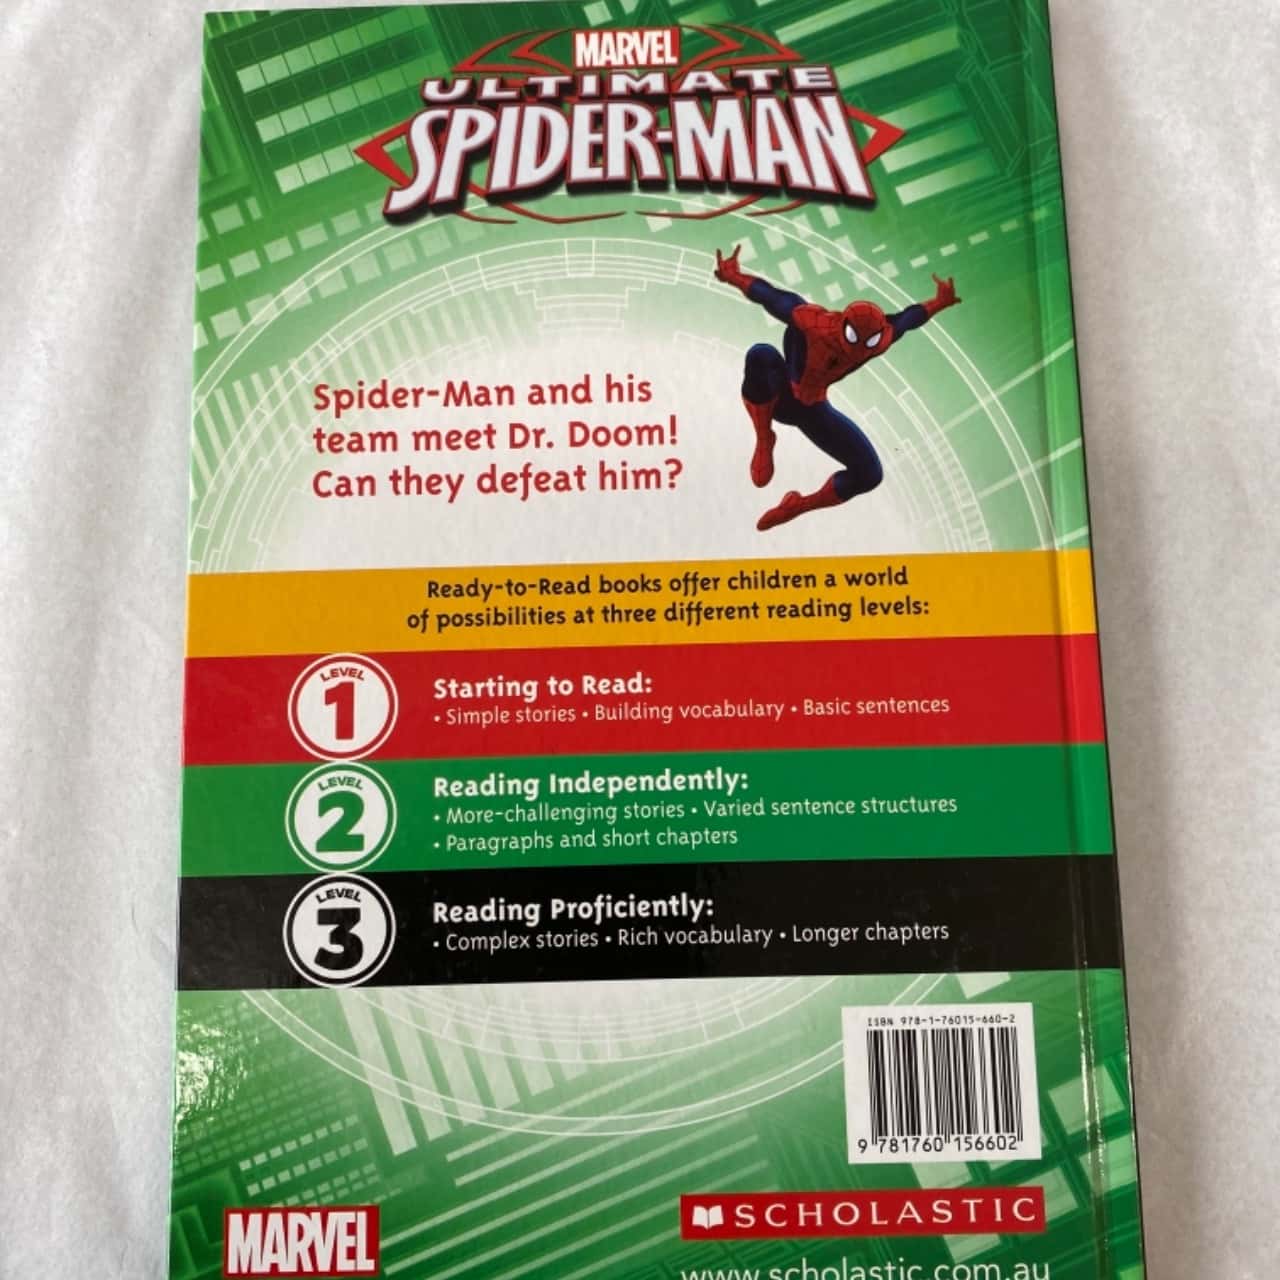 MARVEL
ULTIMATE
SPIDER-MAN
Spider-Man and his
team meet Dr. Doom!
Can they defeat him?
Ready-to-Read books offer children a world
of possibilities at three different reading levels:
LEVEL
1
Starting to Read:
• Simple stories • Building vocabulary • Basic sentences
LEVEL
2
Reading Independently:
• More-challenging stories • Varied sentence structures
• Paragraphs and short chapters
LEVEL
3
Reading Proficiently:
• Complex stories • Rich vocabulary • Longer chapters
ISBN 978-1-76015-660-2
9 781760 156602
MARVEL
SCHOLASTIC
www.scholastic.com.au